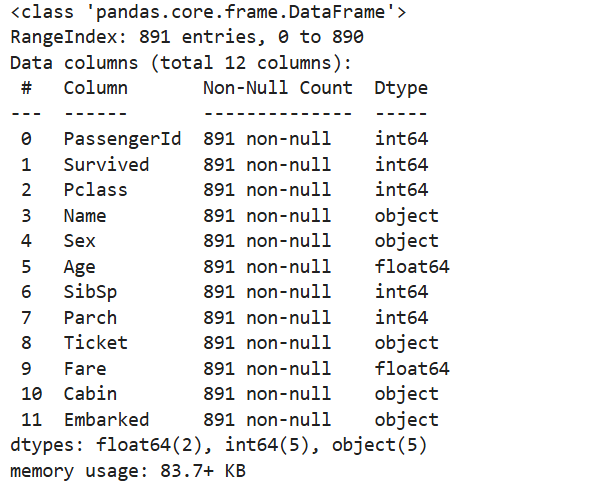 <class 'pandas.core.frame.DataFrame'>
RangeIndex: 891 entries, 0 to 890
Data columns (total 12 columns):
 #   Column       Non-Null Count  Dtype
---  ------       --------------  -----
 0   PassengerId  891 non-null    int64
 1   Survived     891 non-null    int64
 2   Pclass       891 non-null    int64
 3   Name         891 non-null    object
 4   Sex          891 non-null    object
 5   Age          891 non-null    float64
 6   SibSp        891 non-null    int64
 7   Parch        891 non-null    int64
 8   Ticket       891 non-null    object
 9   Fare         891 non-null    float64
 10  Cabin        891 non-null    object
 11  Embarked     891 non-null    object
dtypes: float64(2), int64(5), object(5)
memory usage: 83.7+ KB